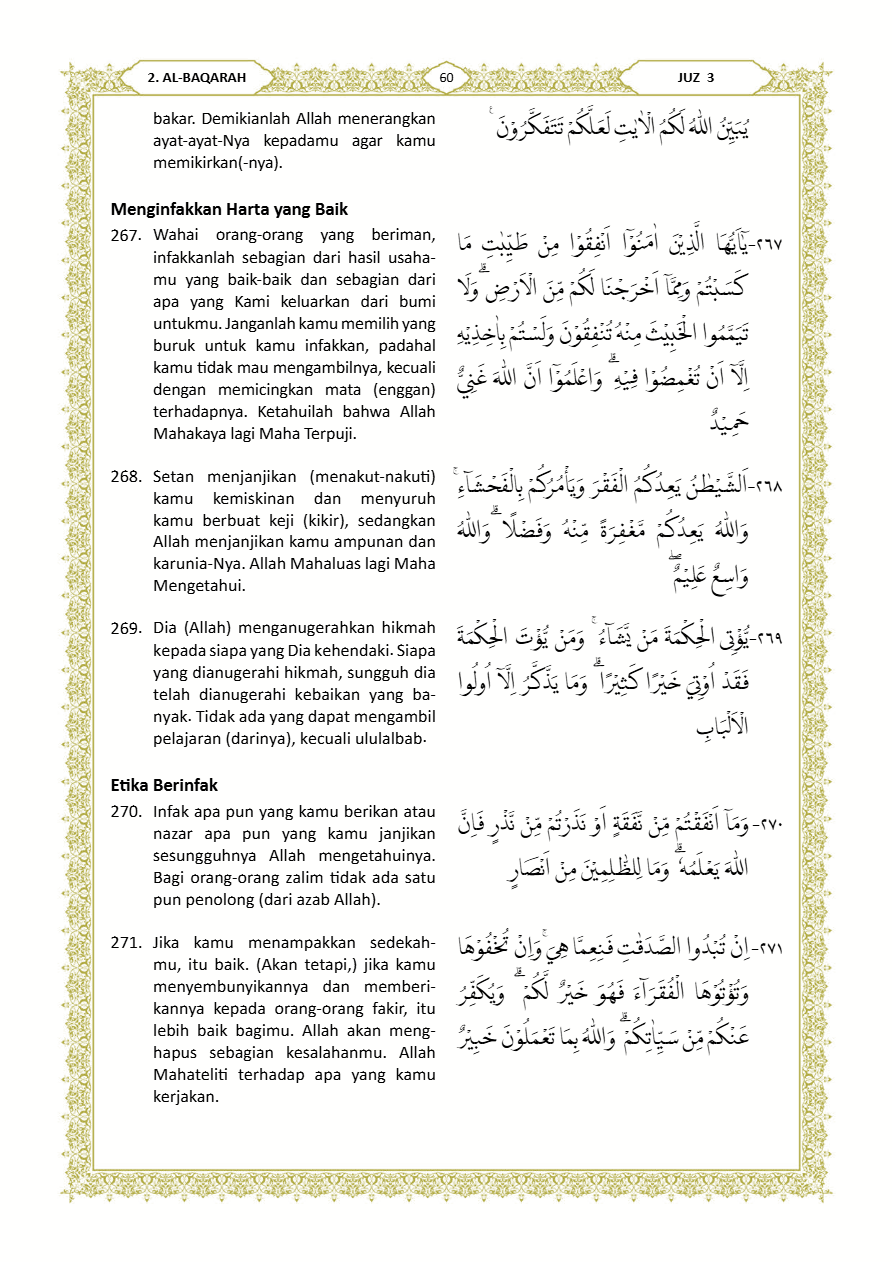 2. AL-BAQARAH
60
JUZ 3
bakar. Demikianlah Allah menerangkan
ayat-ayat-Nya kepadamu agar kamu
memikirkan(-nya).
يُبَيِّنُ اللّٰهُ لَكُمُ الْاٰيٰتِ لَعَلَّكُمْ تَتَفَكَّرُوْنَ ۙ
Menginfakkan Harta yang Baik
267. Wahai orang-orang yang beriman,
infakkanlah sebagian dari hasil usaha-
mu yang baik-baik dan sebagian dari
apa yang Kami keluarkan dari bumi
untukmu. Janganlah kamu memilih yang
buruk untuk kamu infakkan, padahal
kamu tidak mau mengambilnya, kecuali
dengan memicingkan mata (enggan)
terhadapnya. Ketahuilah bahwa Allah
Mahakaya lagi Maha Terpuji.
٢٦٧-يٰٓاَيُّهَا الَّذِيْنَ اٰمَنُوْٓا اَنْفِقُوْا مِنْ طَيِّبٰتِ مَا
كَسَبْتُمْ وَمِمَّآ اَخْرَجْنَا لَكُمْ مِّنَ الْاَرْضِ ۗ وَلَا
تَيَمَّمُوا الْخَبِيْثَ مِنْهُ تُنْفِقُوْنَ وَلَسْتُمْ بِاٰخِذِيْهِ
اِلَّآ اَنْ تُغْمِضُوْا فِيْهِ ۗ وَاعْلَمُوْٓا اَنَّ اللّٰهَ غَنِيٌّ
حَمِيْدٌ
268. Setan menjanjikan (menakut-nakuti)
kamu kemiskinan dan menyuruh
kamu berbuat keji (kikir), sedangkan
Allah menjanjikan kamu ampunan dan
karunia-Nya. Allah Mahaluas lagi Maha
Mengetahui.
٢٦٨-اَلشَّيْطٰنُ يَعِدُكُمُ الْفَقْرَ وَيَأْمُرُكُمْ بِالْفَحْشَاۤءِ ۚ
وَاللّٰهُ يَعِدُكُمْ مَّغْفِرَةً مِّنْهُ وَفَضْلًا ۗ وَاللّٰهُ
وَاسِعٌ عَلِيْمٌ ۖ
269. Dia (Allah) menganugerahkan hikmah
kepada siapa yang Dia kehendaki. Siapa
yang dianugerahi hikmah, sungguh dia
telah dianugerahi kebaikan yang ba-
nyak. Tidak ada yang dapat mengambil
pelajaran (darinya), kecuali ululalbab.
٢٦٩-يُّؤْتِى الْحِكْمَةَ مَنْ يَّشَاۤءُ ۚ وَمَنْ يُّؤْتَ الْحِكْمَةَ
فَقَدْ اُوْتِيَ خَيْرًا كَثِيْرًا ۗ وَمَا يَذَّكَّرُ اِلَّآ اُولُوا
الْاَلْبَابِ
Etika Berinfak
270. Infak apa pun yang kamu berikan atau
nazar apa pun yang kamu janjikan
sesungguhnya Allah mengetahuinya.
Bagi orang-orang zalim tidak ada satu
pun penolong (dari azab Allah).
٢٧٠- وَمَآ اَنْفَقْتُمْ مِّنْ نَّفَقَةٍ اَوْ نَذَرْتُمْ مِّنْ نَّذْرٍ فَاِنَّ
اللّٰهَ يَعْلَمُهٗ ۗ وَمَا لِلظّٰلِمِيْنَ مِنْ اَنْصَارٍ
271. Jika kamu menampakkan sedekah-
mu, itu baik. (Akan tetapi,) jika kamu
menyembunyikannya dan memberi-
kannya kepada orang-orang fakir, itu
lebih baik bagimu. Allah akan meng-
hapus sebagian kesalahanmu. Allah
Mahateliti terhadap apa yang kamu
kerjakan.
٢٧١-اِنْ تُبْدُوا الصَّدَقٰتِ فَنِعِمَّا هِيَ ۚ وَاِنْ تُخْفُوْهَا
وَتُؤْتُوْهَا الْفُقَرَاۤءَ فَهُوَ خَيْرٌ لَّكُمْ ۗ وَيُكَفِّرُ
عَنْكُمْ مِّنْ سَيِّاٰتِكُمْ ۗ وَاللّٰهُ بِمَا تَعْمَلُوْنَ خَبِيْرٌ